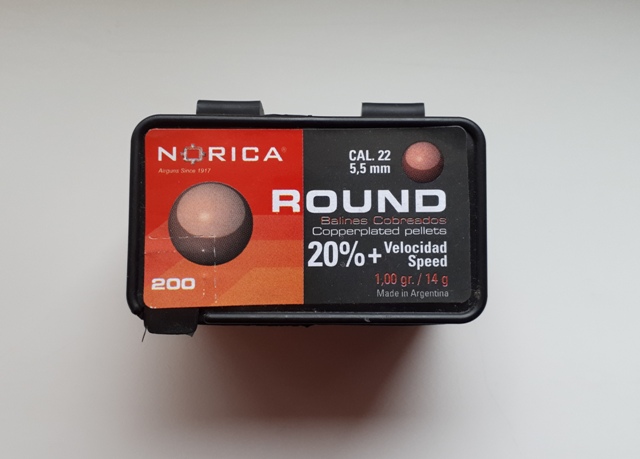 NORICA®
Airguns Since 1917
200
CAL. 22
5,5 mm
ROUND
Balines Cobreados
Copperplated pellets
20%+ Velocidad
Speed
1,00 gr. / 14 g
Made in Argentina